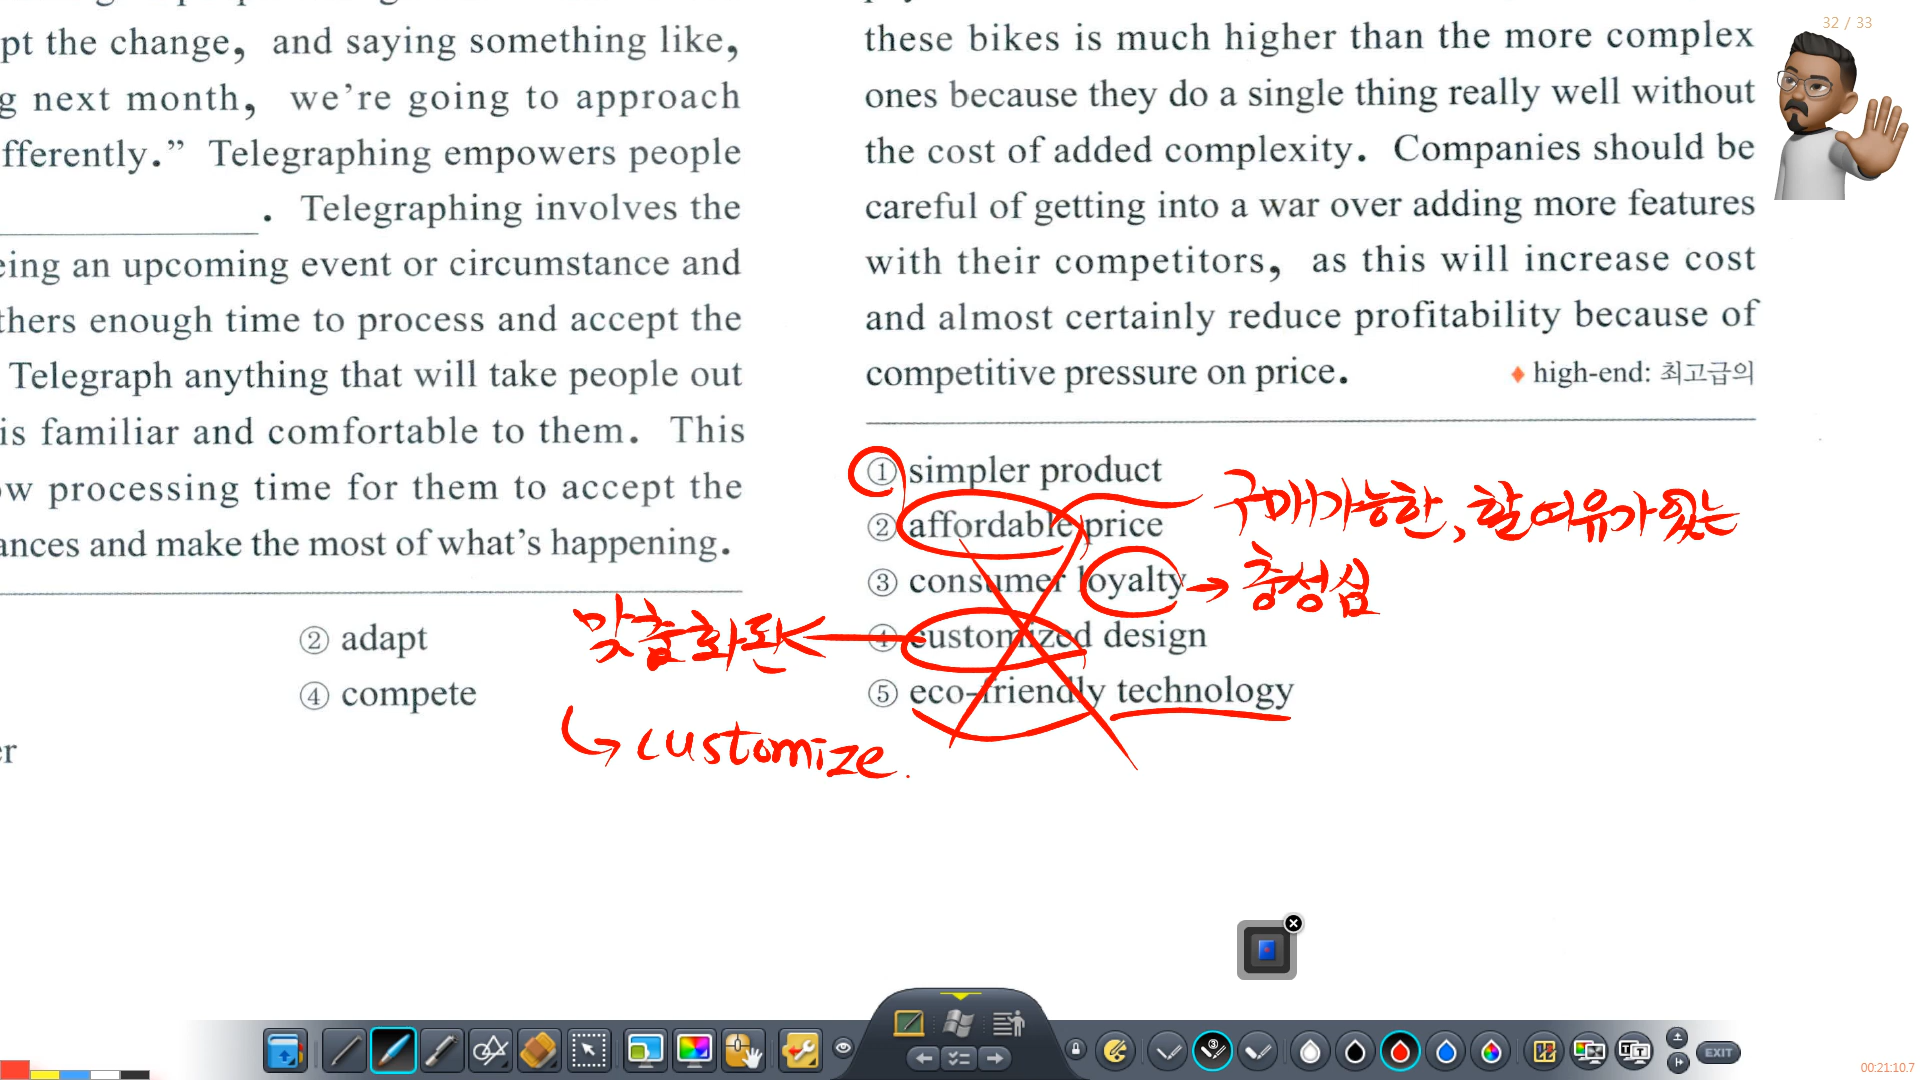 32 / 33
pt the change, and saying something like,
g next month, we're going to approach
fferently." Telegraphing empowers people
. Telegraphing involves the
eing an upcoming event or circumstance and
thers enough time to process and accept the
Telegraph anything that will take people out
is familiar and comfortable to them. This
ow processing time for them to accept the
ances and make the most of what's happening.
② adapt
④ compete
er
these bikes is much higher than the more complex
ones because they do a single thing really well without
the cost of added complexity. Companies should be
careful of getting into a war over adding more features
with their competitors, as this will increase cost
and almost certainly reduce profitability because of
competitive pressure on price.
♦ high-end: 최고급의
① simpler product
② affordable price
구매가능한, 할 여유가 있는
③ consumer loyalty
→ 충성심
④ customized design
맞춤화된
↳ customize.
⑤ eco-friendly technology
EXIT
00:21:10.7